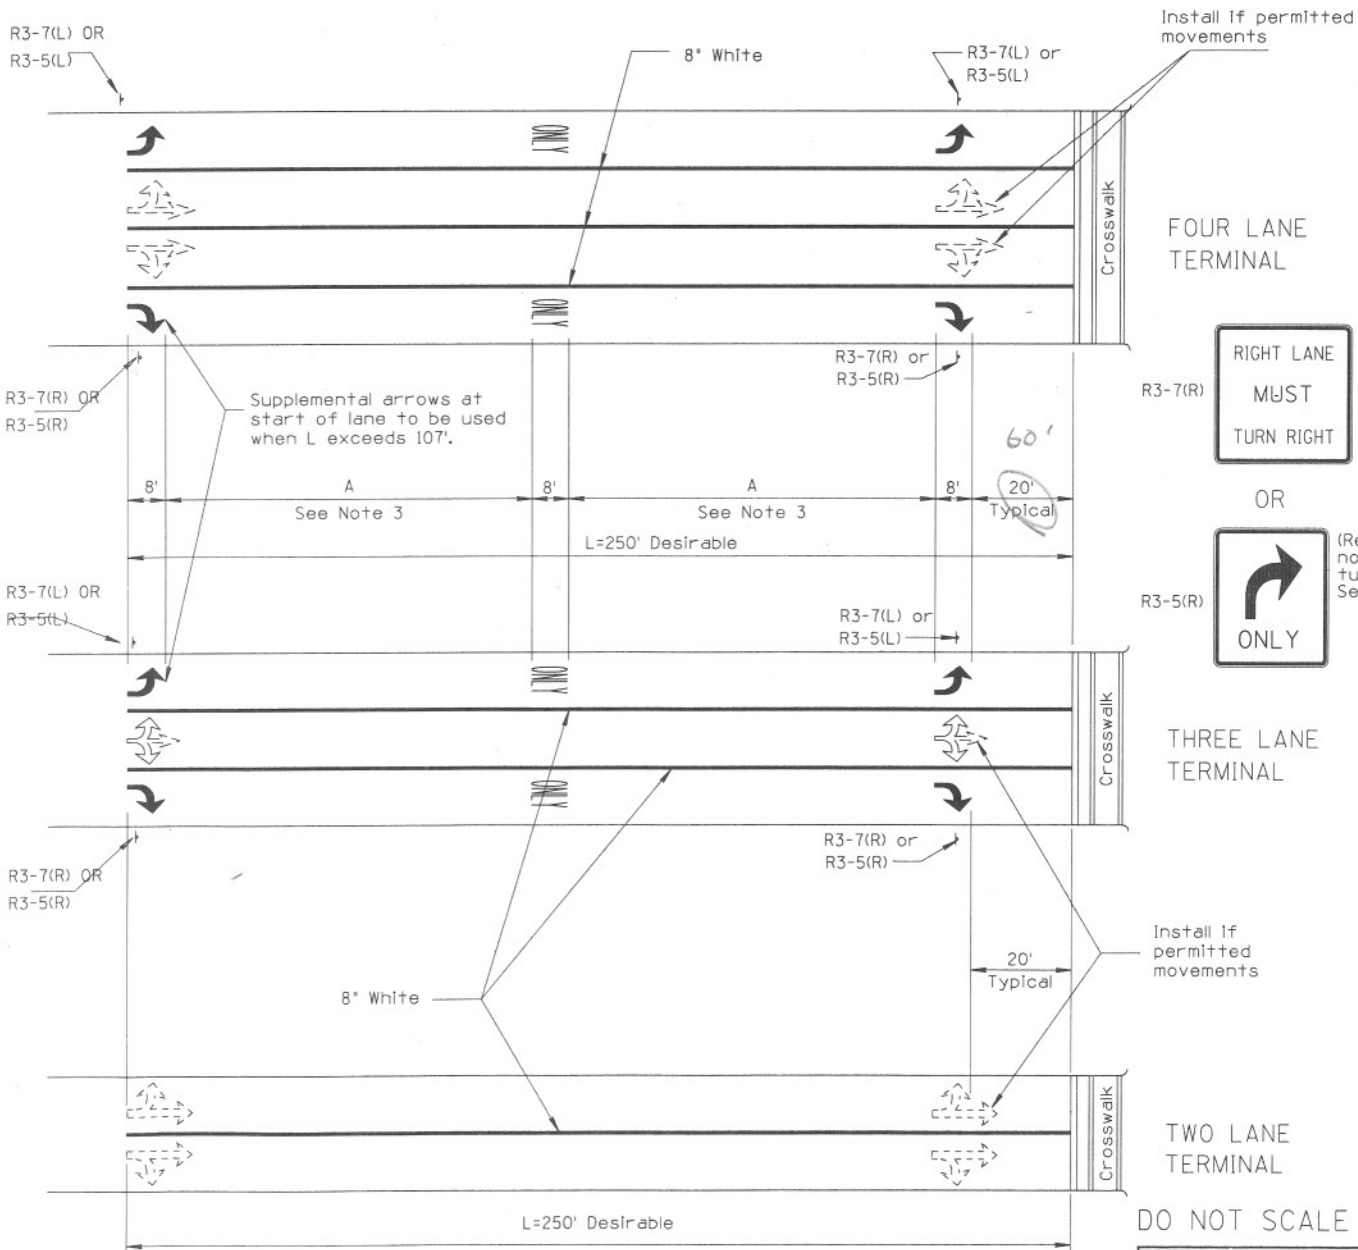 R3-7(L) OR
R3-5(L)
8" White
R3-7(L) or
R3-5(L)
Install if permitted
movements
ONLY
ONLY
Crosswalk
FOUR LANE
TERMINAL
R3-7(R) OR
R3-5(R)
Supplemental arrows at
start of lane to be used
when L exceeds 107'.
R3-7(R) or
R3-5(R)
R3-7(R)
RIGHT LANE
MUST
TURN RIGHT
60'
8'
A
See Note 3
8'
A
See Note 3
8'
20'
Typical
OR
L=250' Desirable
R3-7(L) OR
R3-5(L)
R3-7(L) or
R3-5(L)
R3-5(R)
ONLY
(Re
no
tu
Se
ONLY
ONLY
Crosswalk
THREE LANE
TERMINAL
R3-7(R) OR
R3-5(R)
R3-7(R) or
R3-5(R)
8" White
20'
Typical
Install if
permitted
movements
Crosswalk
TWO LANE
TERMINAL
L=250' Desirable
DO NOT SCALE